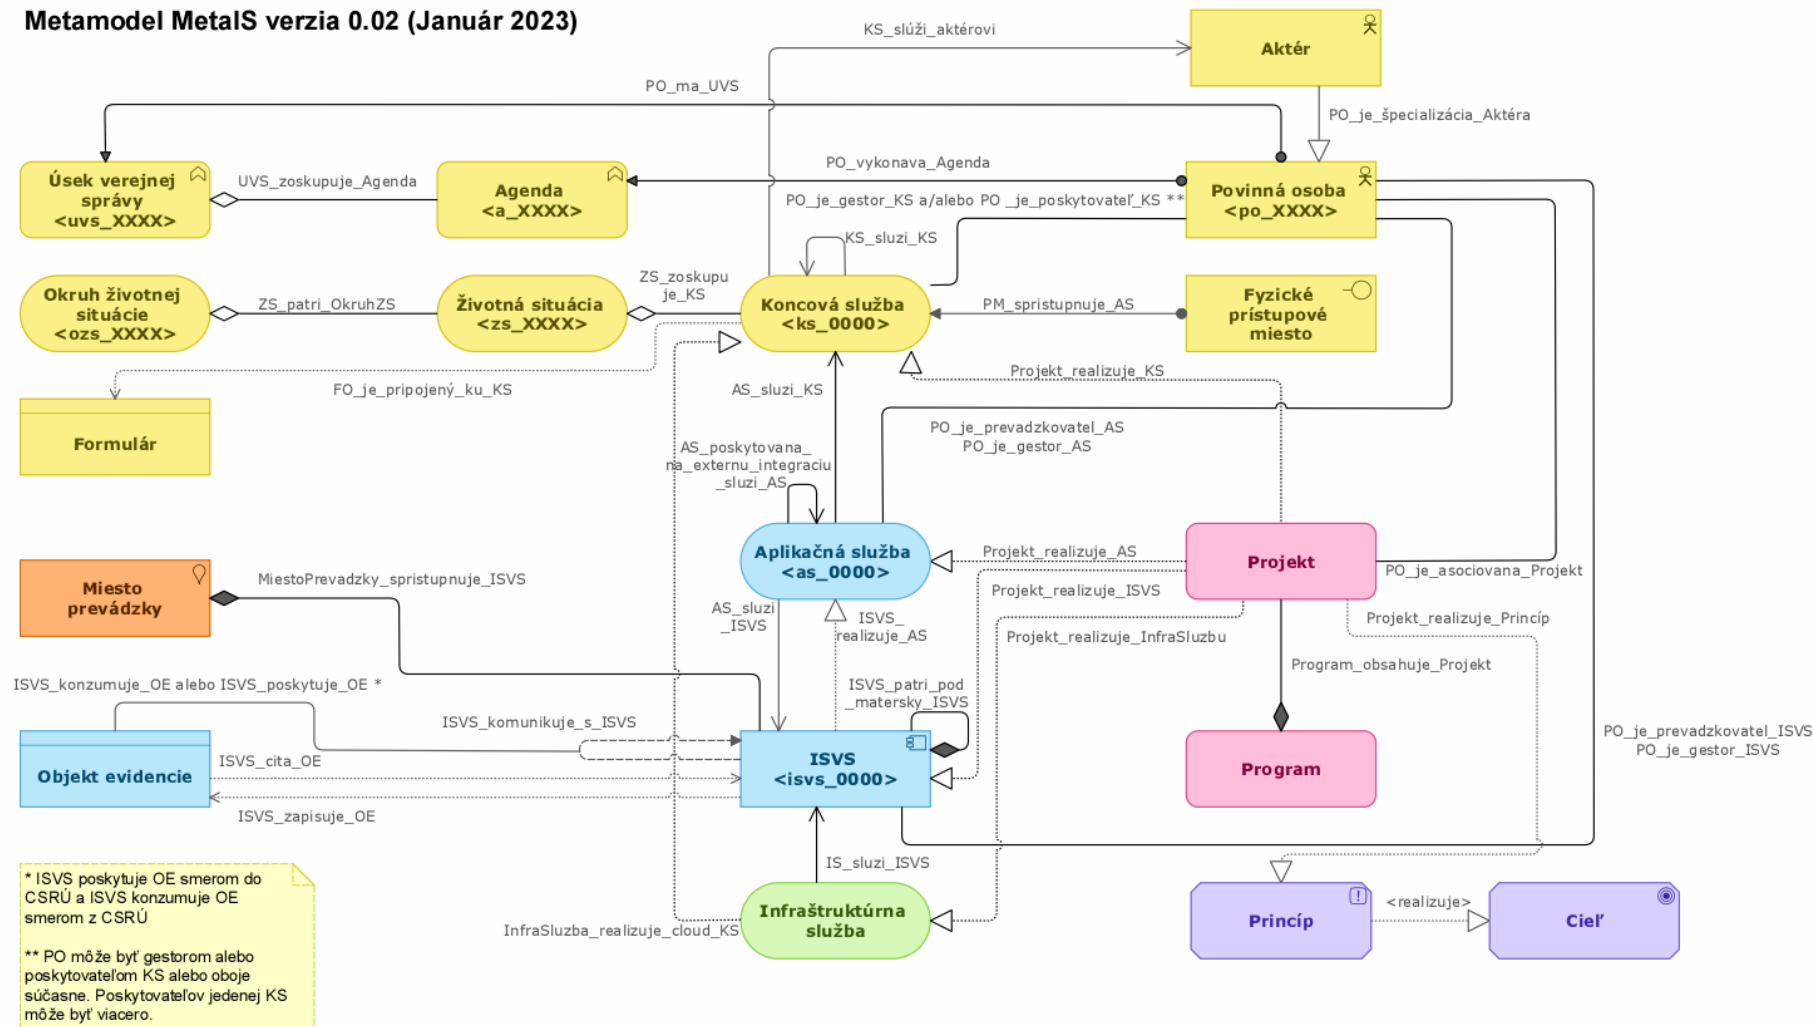 Metamodel MetaIS verzia 0.02 (Január 2023)
KS_slúži_aktérovi
Aktér
PO_ma_UVS
PO_je_špecializácia_Aktéra
Úsek verejnej
správy
<uvs_XXXX>
UVS_zoskupuje_Agenda
Agenda
<a_XXXX>
PO_vykonava_Agenda
PO_je_gestor_KS a/alebo PO _je_poskytovateľ_KS **
Povinná osoba
<po_XXXX>
KS_sluzi_KS
Okruh životnej
situácie
<ozs_XXXX>
ZS_patri_OkruhZS
Životná situácia
<zs_XXXX>
ZS_zoskupu
je_KS
Koncová služba
<ks_0000>
PM_spristupnuje_AS
Fyzické
prístupové
miesto
FO_je_pripojený_ku_KS
AS_sluzi_KS
Projekt_realizuje_KS
Formulár
AS_poskytovana_
na_externu_integraciu
_sluzi_AS
PO_je_prevadzkovatel_AS
PO_je_gestor_AS
Aplikačná služba
<as_0000>
Projekt_realizuje_AS
Projekt
PO_je_asociovana_Projekt
Miesto
prevádzky
MiestoPrevadzky_spristupnuje_ISVS
AS_sluzi
_ISVS
ISVS_
realizuje_AS
Projekt_realizuje_ISVS
Projekt_realizuje_InfraSluzbu
Projekt_realizuje_Princíp
Program_obsahuje_Projekt
ISVS_konzumuje_OE alebo ISVS_poskytuje_OE *
ISVS_komunikuje_s_ISVS
ISVS_patri_pod
_matersky_ISVS
Objekt evidencie
ISVS_cita_OE
ISVS_zapisuje_OE
ISVS
<isvs_0000>
Program
PO_je_prevadzkovatel_ISVS
PO_je_gestor_ISVS
IS_sluzi_ISVS
InfraSluzba_realizuje_cloud_KS
Infraštruktúrna
služba
Princíp
<realizuje>
Cieľ
* ISVS poskytuje OE smerom do
CSRÚ a ISVS konzumuje OE
smerom z CSRÚ
** PO môže byť gestorom alebo
poskytovateľom KS alebo oboje
súčasne. Poskytovateľov jedenej KS
môže byť viacero.